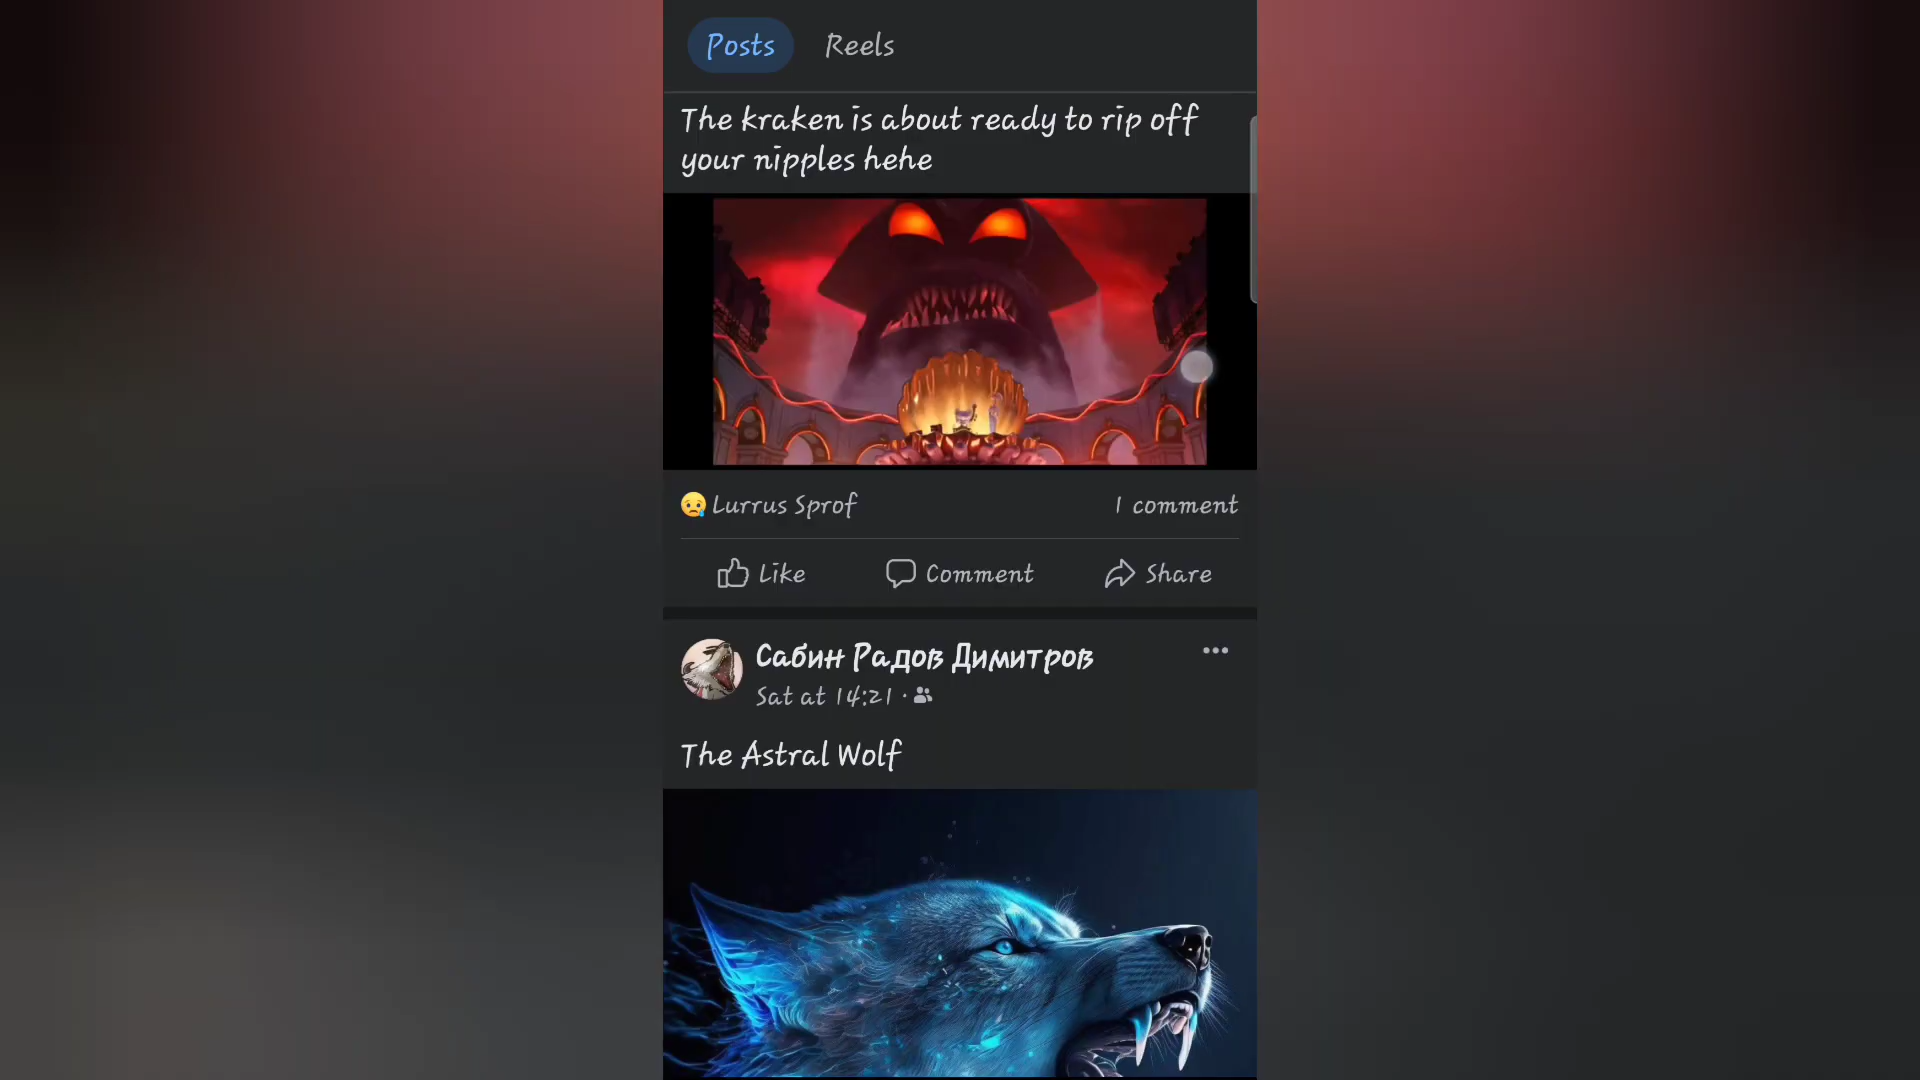 Posts Reels
The kraken is about ready to rip off
your nipples hehe
Lurrus Sprof 1 comment
Like Comment Share
Сабин Радов Димитров
Sat at 14:21 ·
The Astral Wolf